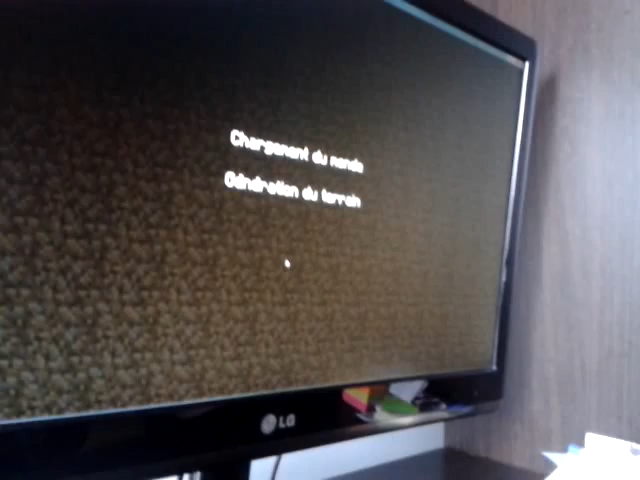 Chargement du monde
Génération du terrain
LG